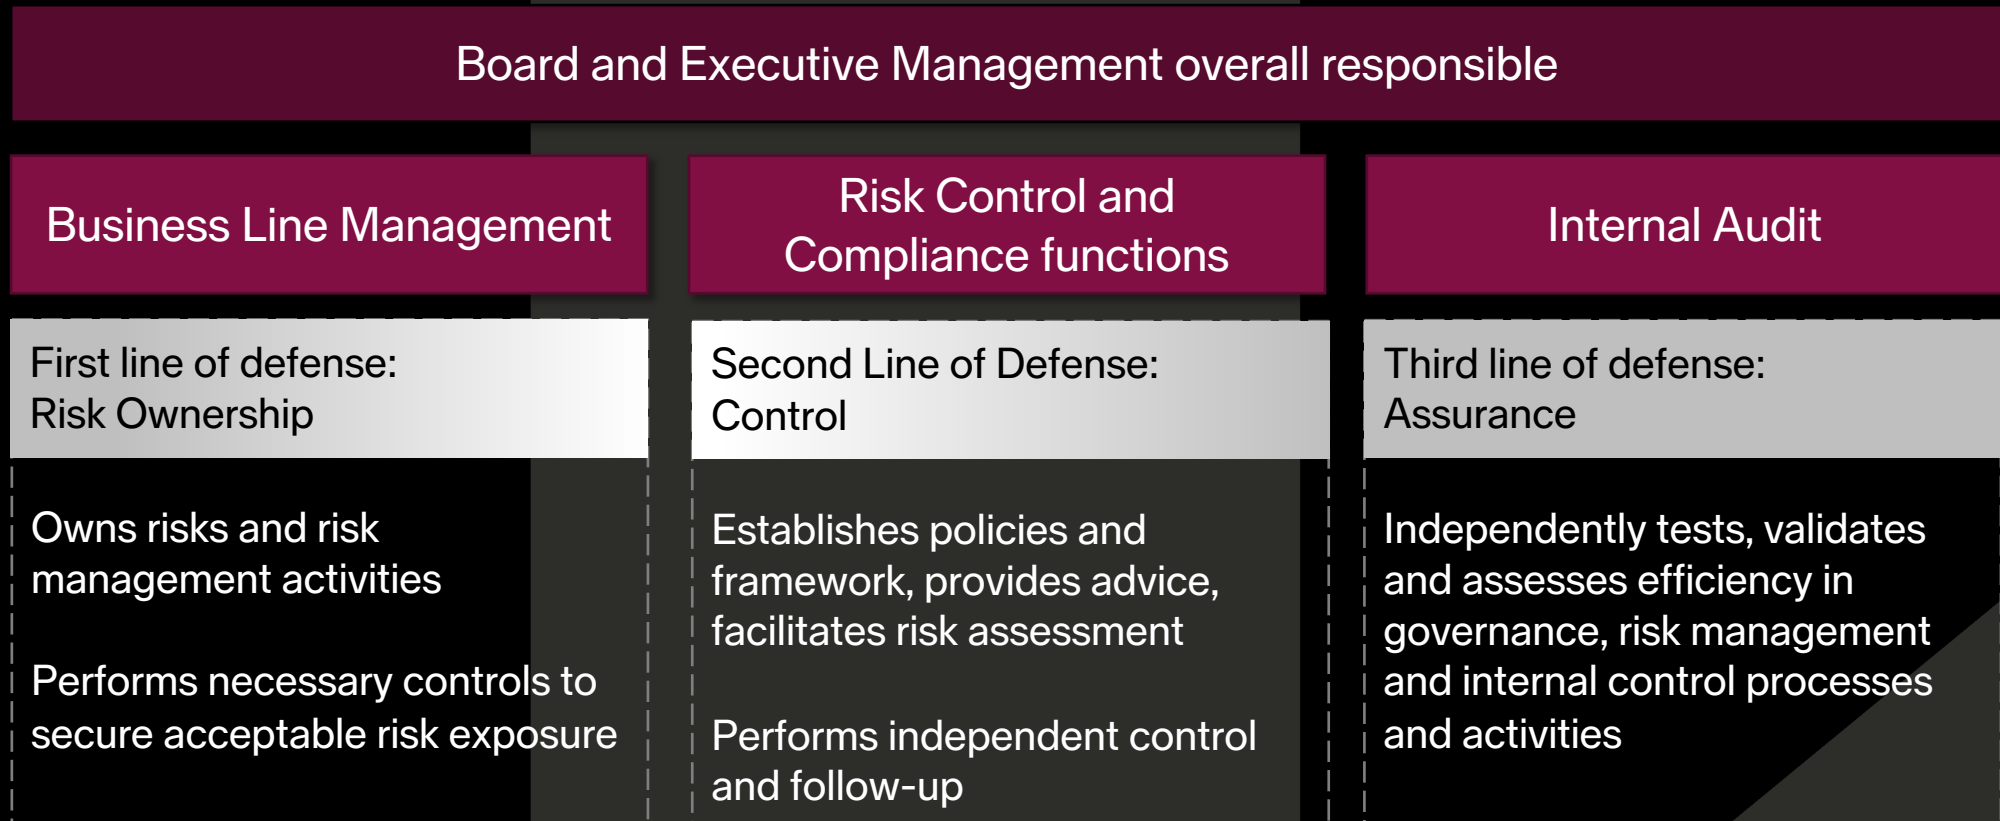 Board and Executive Management overall responsible
Business Line Management
Risk Control and
Compliance functions
Internal Audit
First line of defense:
Risk Ownership
Second Line of Defense:
Control
Third line of defense:
Assurance
Owns risks and risk
management activities
Performs necessary controls to
secure acceptable risk exposure
Establishes policies and
framework, provides advice,
facilitates risk assessment
Performs independent control
and follow-up
Independently tests, validates
and assesses efficiency in
governance, risk management
and internal control processes
and activities